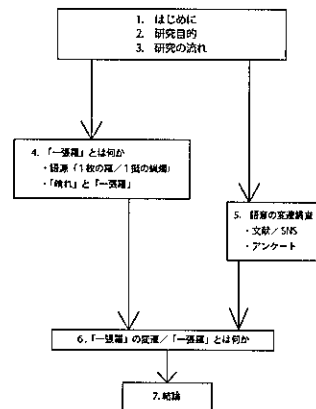 1. はじめに
2. 研究目的
3. 研究の流れ
4.「一張羅」とは何か
・語源（1枚の羅／1挺の蝋燭）
・「晴れ」と「一張羅」
5. 語意の変遷調査
・文献／SNS
・アンケート
6.「一張羅」の変遷／「一張羅」とは何か
7. 結論